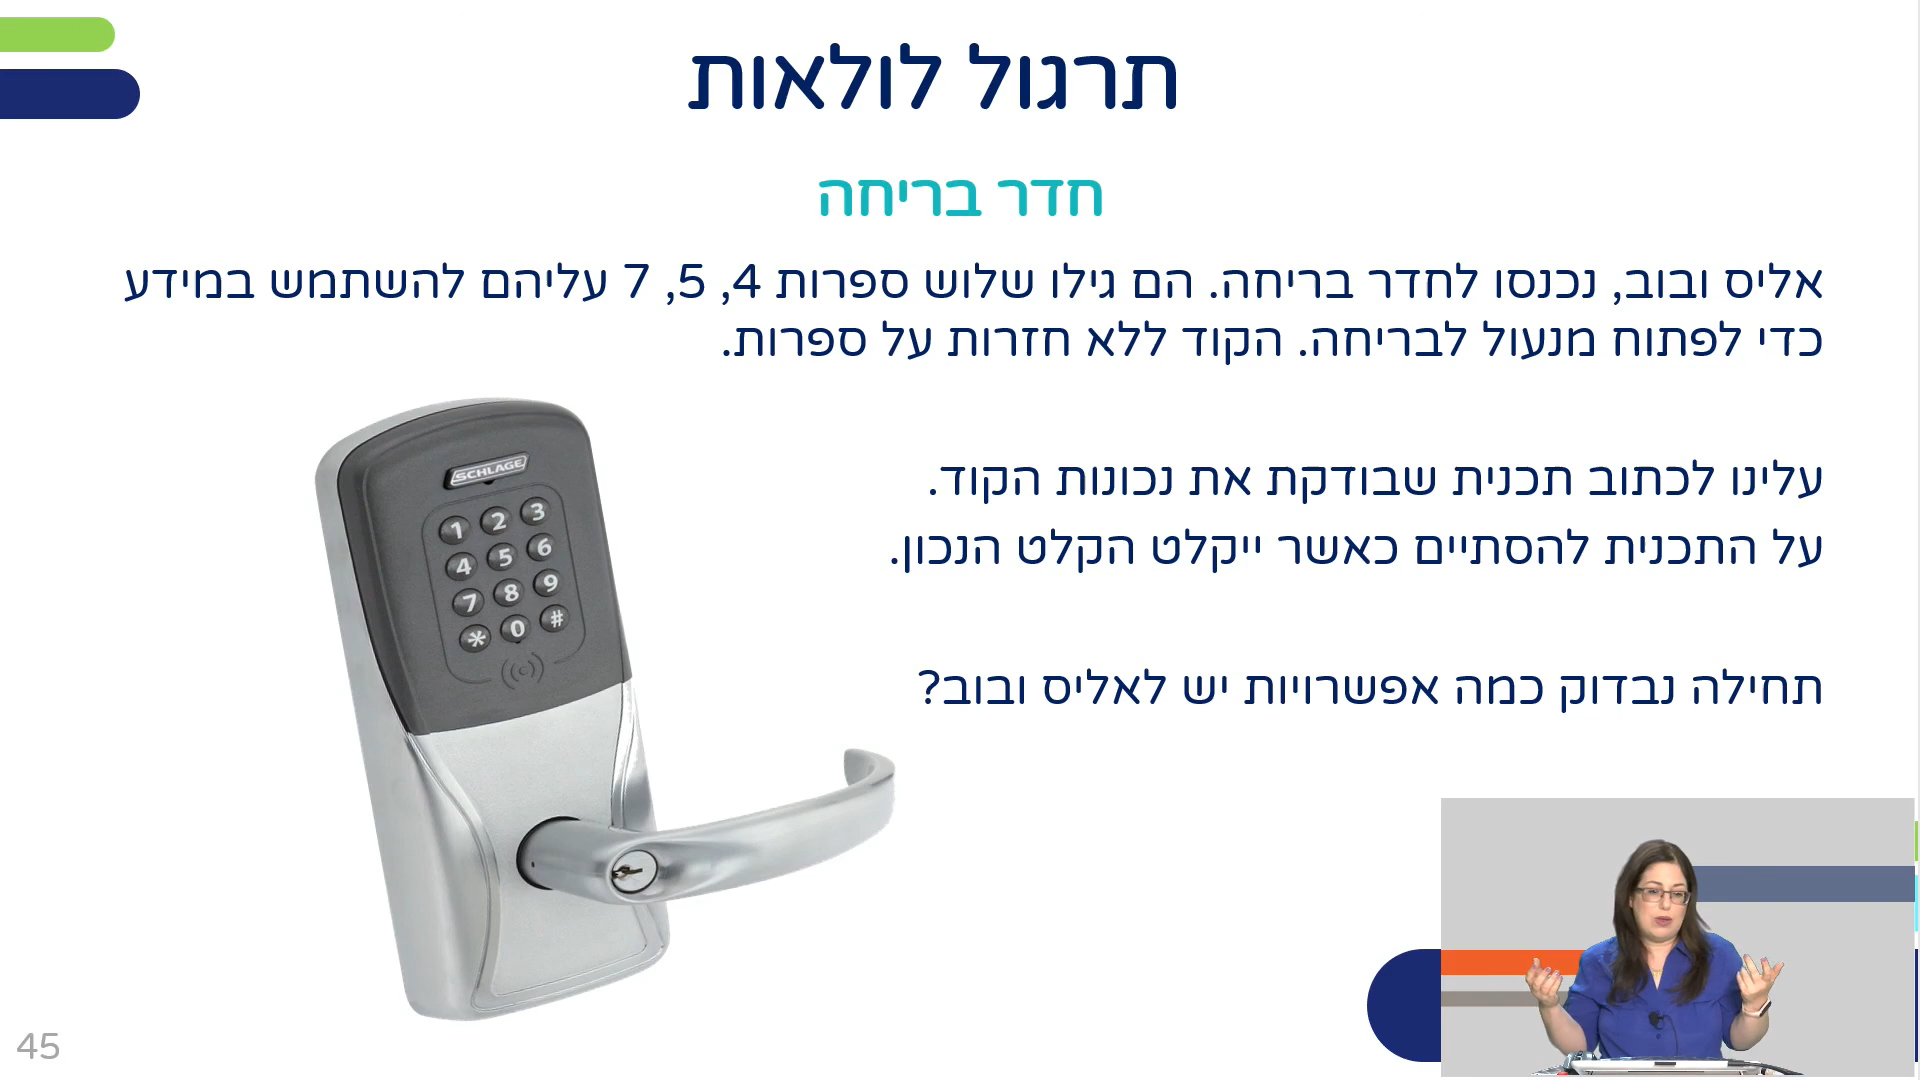 תרגול לולאות
חדר בריחה
אליס ובוב, נכנסו לחדר בריחה. הם גילו שלוש ספרות 4, 5, 7 עליהם להשתמש במידע
כדי לפתוח מנעול לבריחה. הקוד ללא חזרות על ספרות.
עלינו לכתוב תכנית שבודקת את נכונות הקוד.
על התכנית להסתיים כאשר ייקלט הקלט הנכון.
תחילה נבדוק כמה אפשרויות יש לאליס ובוב?
SCHLAGE
1 2 3
4 5 6
7 8 9
* 0 #
45